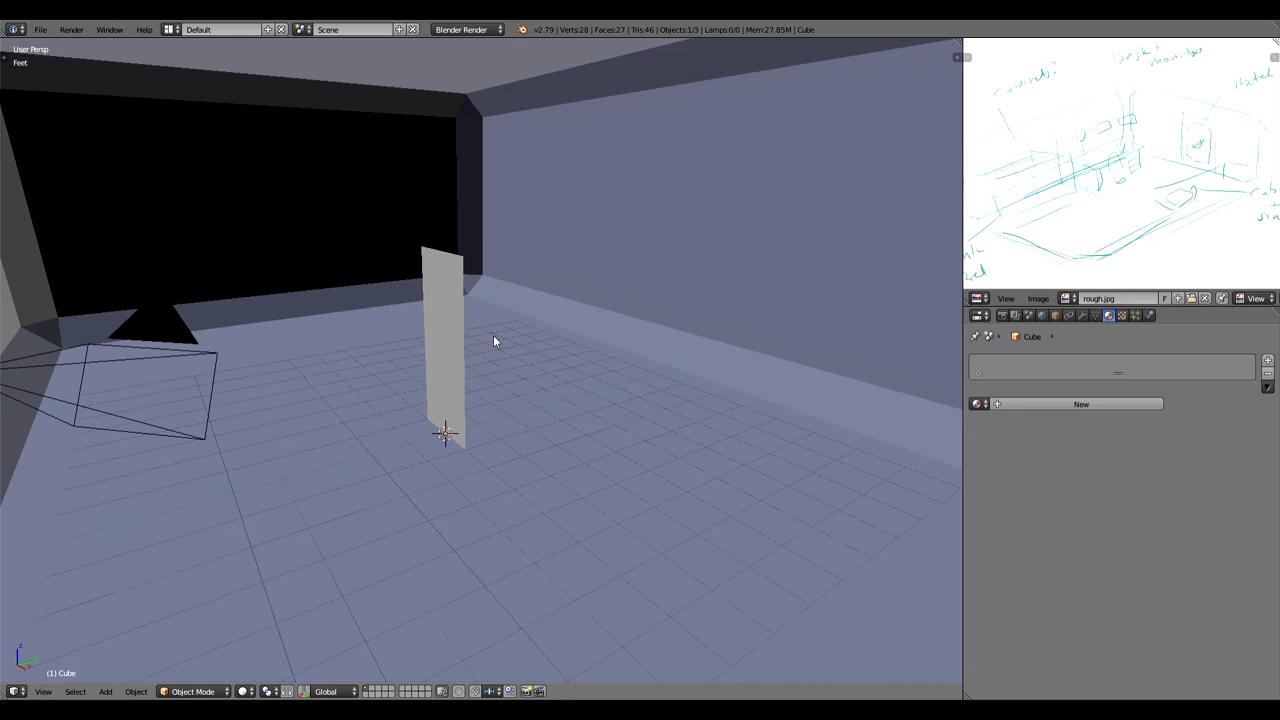 File Render Window Help Default Scene Blender Render v2.79 | Verts:28 | Faces:27 | Tris:46 | Objects:1/3 | Lamps:0/0 | Mem:27.85M | Cube
User Persp
Feet
monitors
View Image rough.jpg F View
Cube
New
(1) Cube
View Select Add Object Object Mode Global